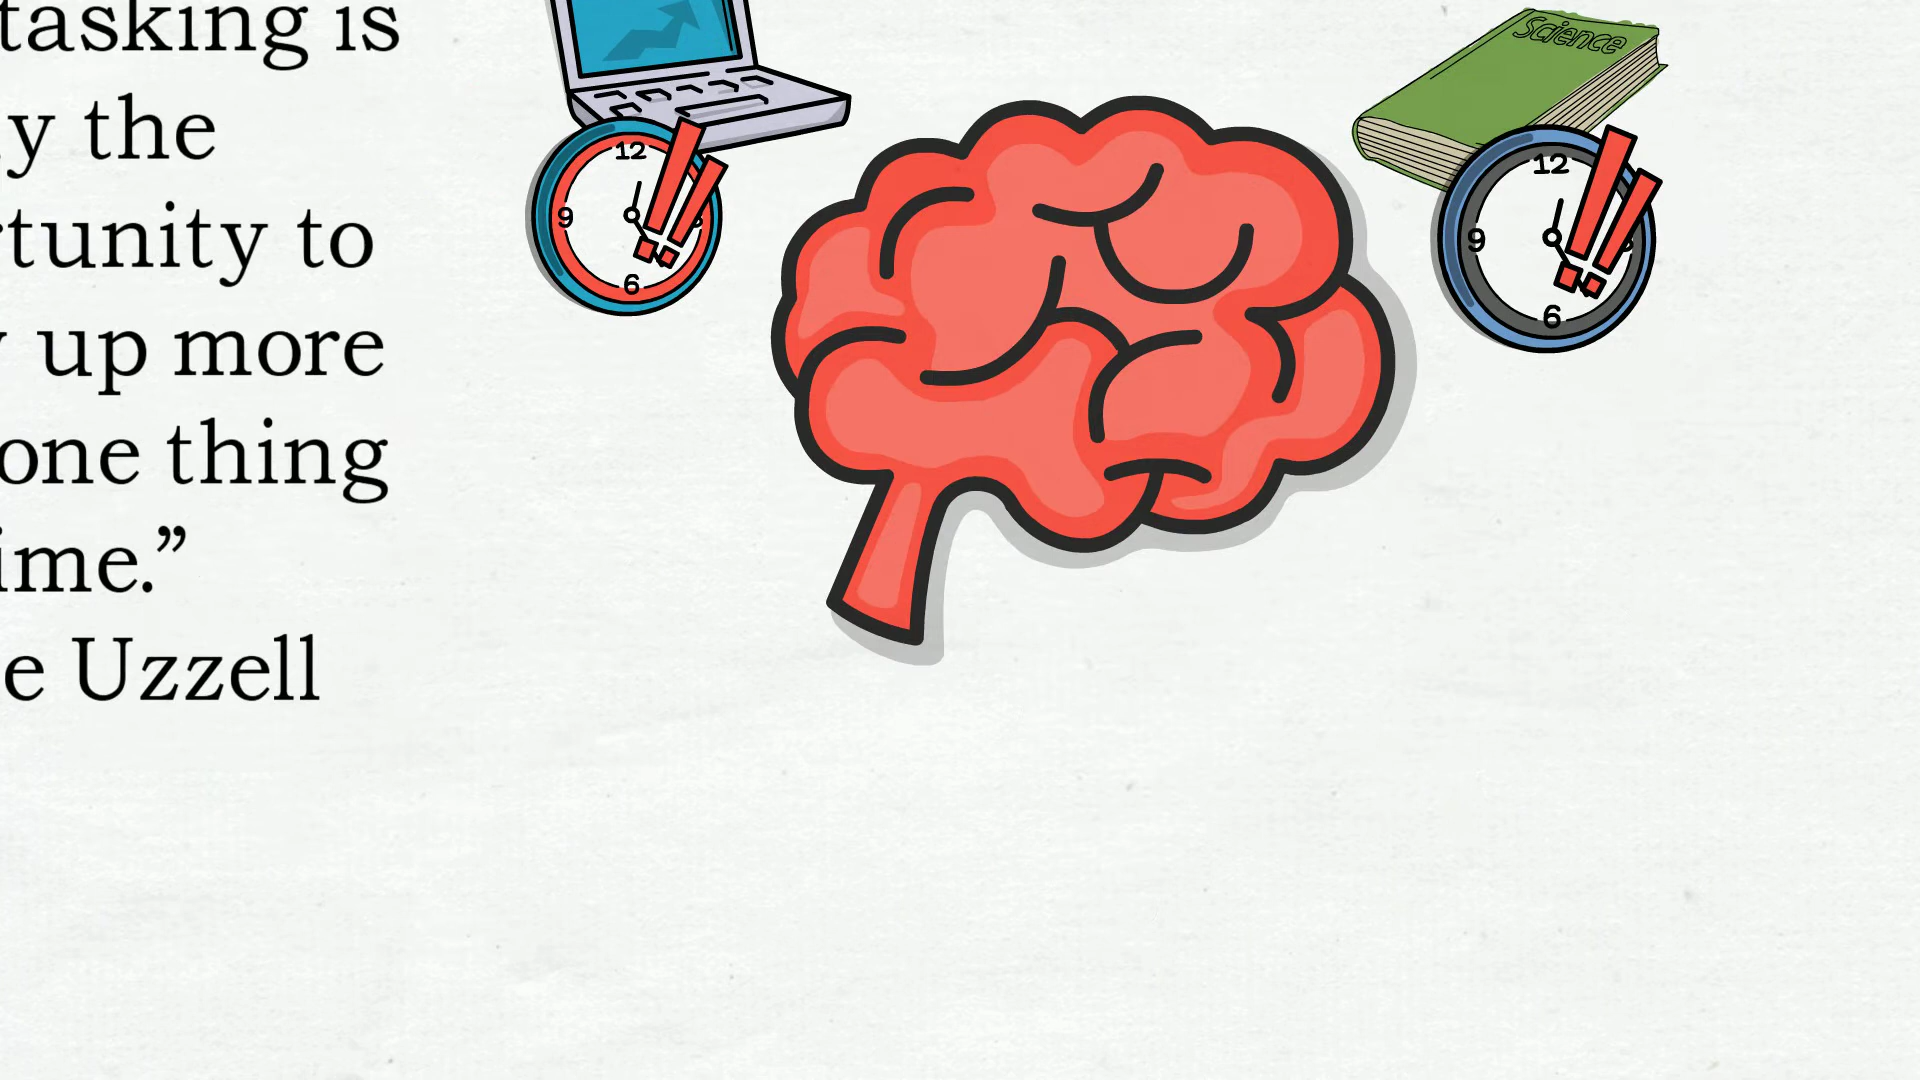 tasking is
y the
rtunity to
up more
one thing
ime.”
e Uzzell
Science
12
9
6
12
9
6